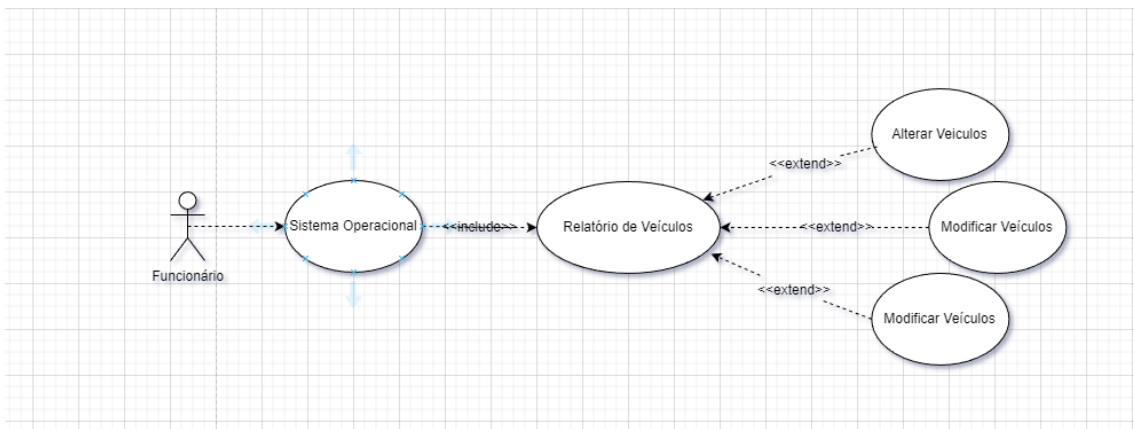 Alterar Veiculos
<<extend>>
Sistema Operacional
<<include>>
Relatório de Veículos
<<extend>>
Modificar Veículos
Funcionário
<<extend>>
Modificar Veículos